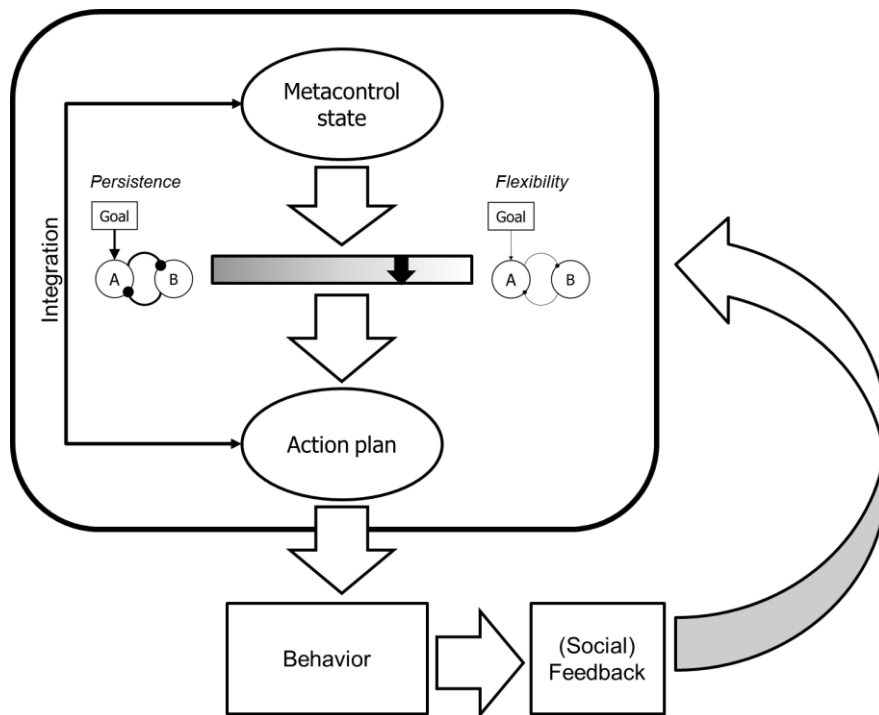 Metacontrol
state
Persistence
Flexibility
Goal
Goal
A
B
A
B
Integration
Action plan
Behavior
(Social)
Feedback